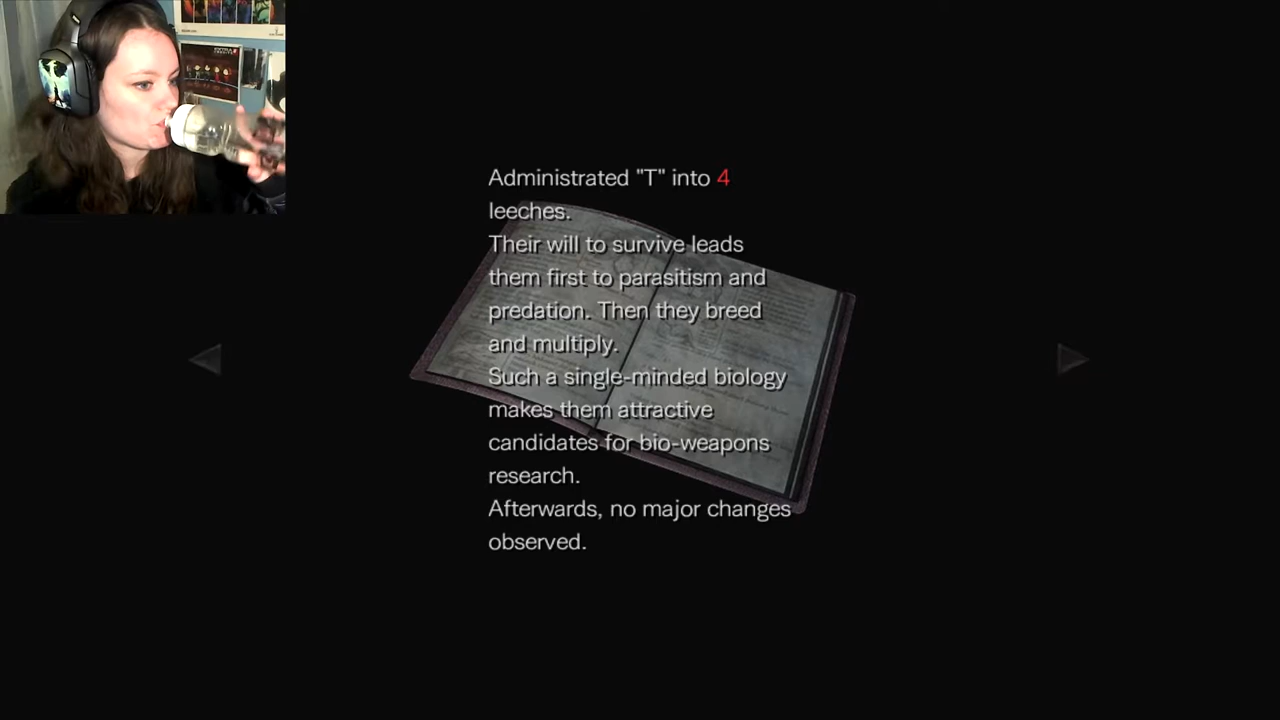 Administrated "T" into 4
leeches.
Their will to survive leads
them first to parasitism and
predation. Then they breed
and multiply.
Such a single-minded biology
makes them attractive
candidates for bio-weapons
research.
Afterwards, no major changes
observed.